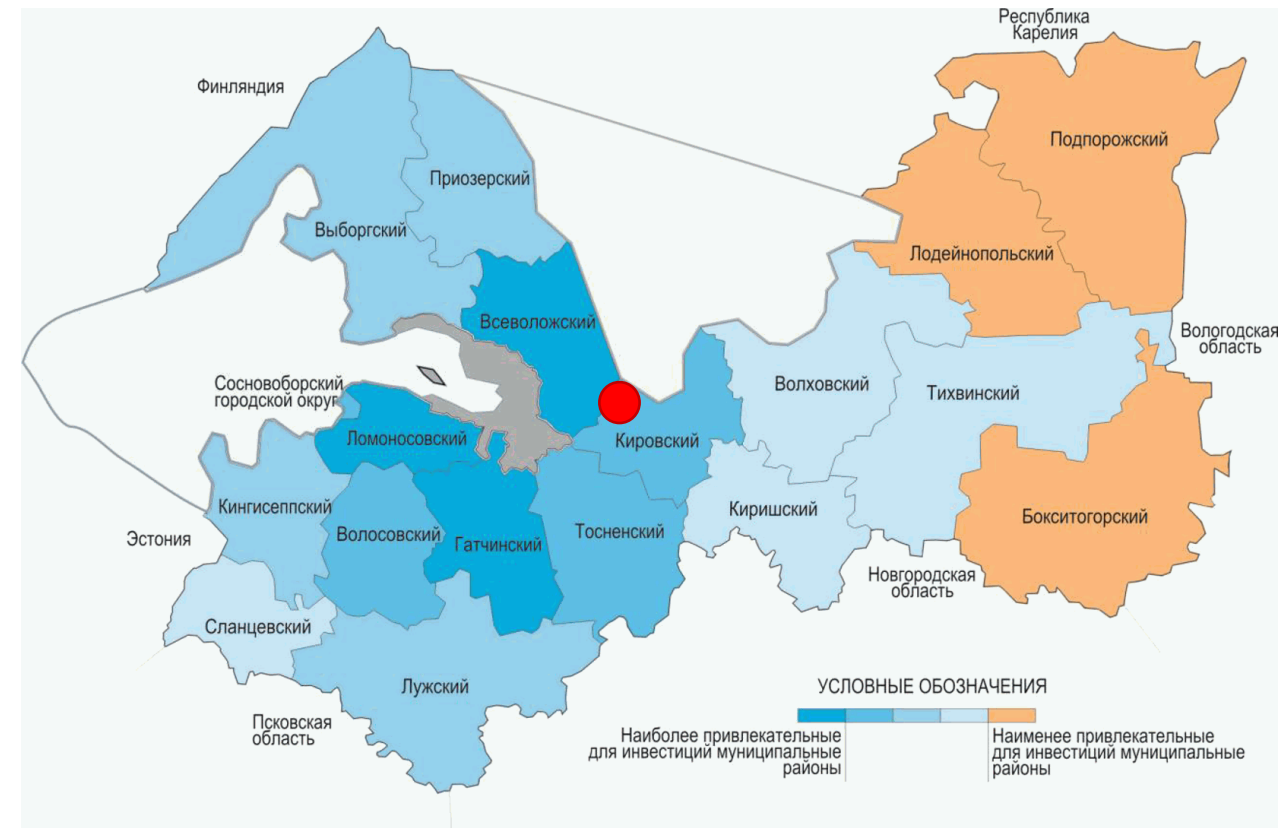 Республика
Карелия
Финляндия
Подпорожский
Приозерский
Выборгский
Лодейнопольский
Всеволожский
Вологодская
область
Сосновоборский
городской округ
Волховский
Тихвинский
Ломоносовский
Кировский
Кингисеппский
Волосовский
Гатчинский
Тосненский
Киришский
Бокситогорский
Эстония
Новгородская
область
Сланцевский
Лужский
Псковская
область
УСЛОВНЫЕ ОБОЗНАЧЕНИЯ
Наиболее привлекательные
для инвестиций муниципальные
районы
Наименее привлекательные
для инвестиций муниципальные
районы